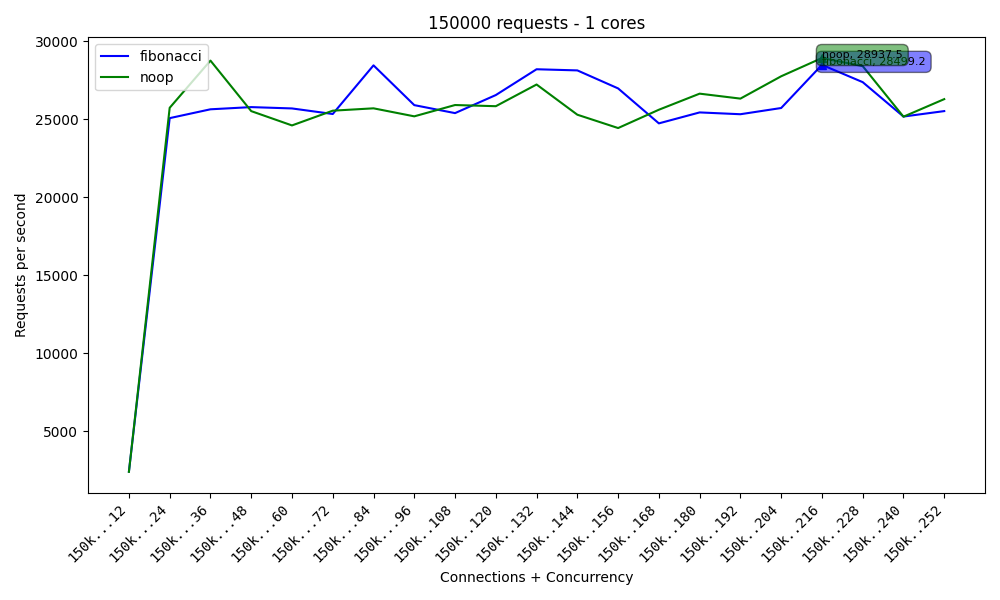 150000 requests - 1 cores
fibonacci
noop
noop, 28937.5
fibonacci, 28499.2
30000
25000
20000
15000
10000
5000
Requests per second
150k...12
150k...24
150k...36
150k...48
150k...60
150k...72
150k...84
150k...96
150k..108
150k..120
150k..132
150k..144
150k..156
150k..168
150k..180
150k..192
150k..204
150k..216
150k..228
150k..240
150k..252
Connections + Concurrency